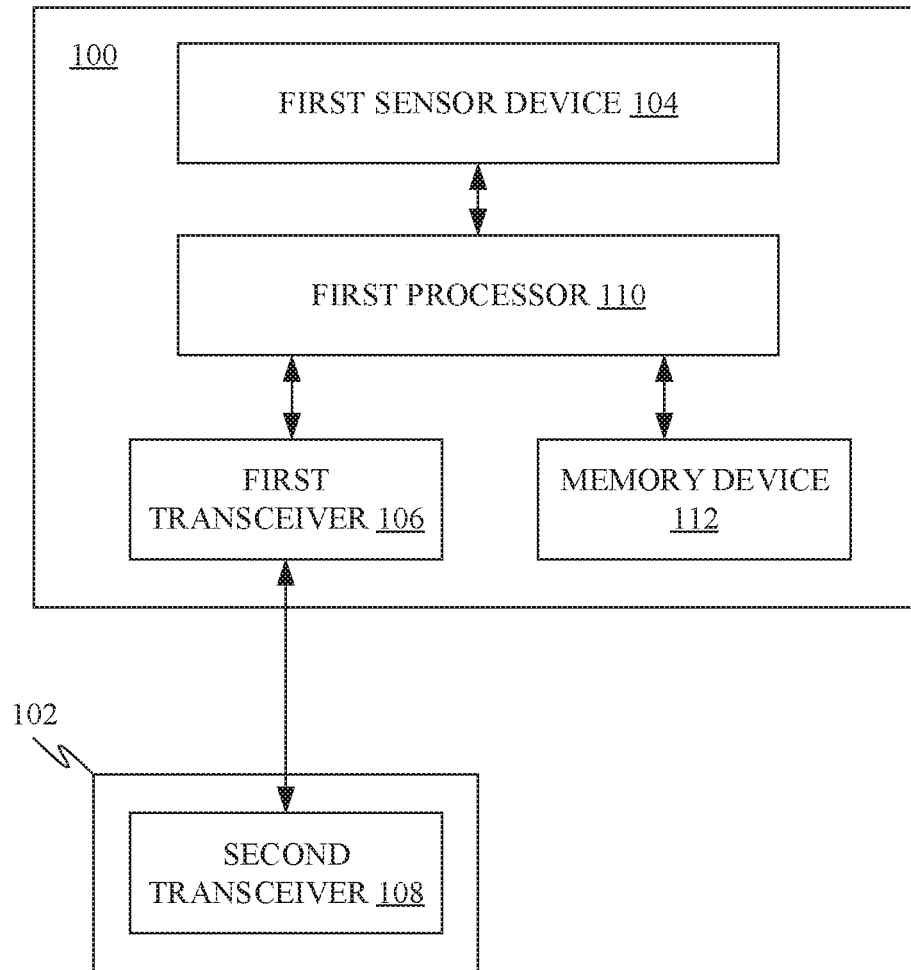 100
FIRST SENSOR DEVICE 104
FIRST PROCESSOR 110
FIRST
TRANSCEIVER 106
MEMORY DEVICE
112
102
SECOND
TRANSCEIVER 108